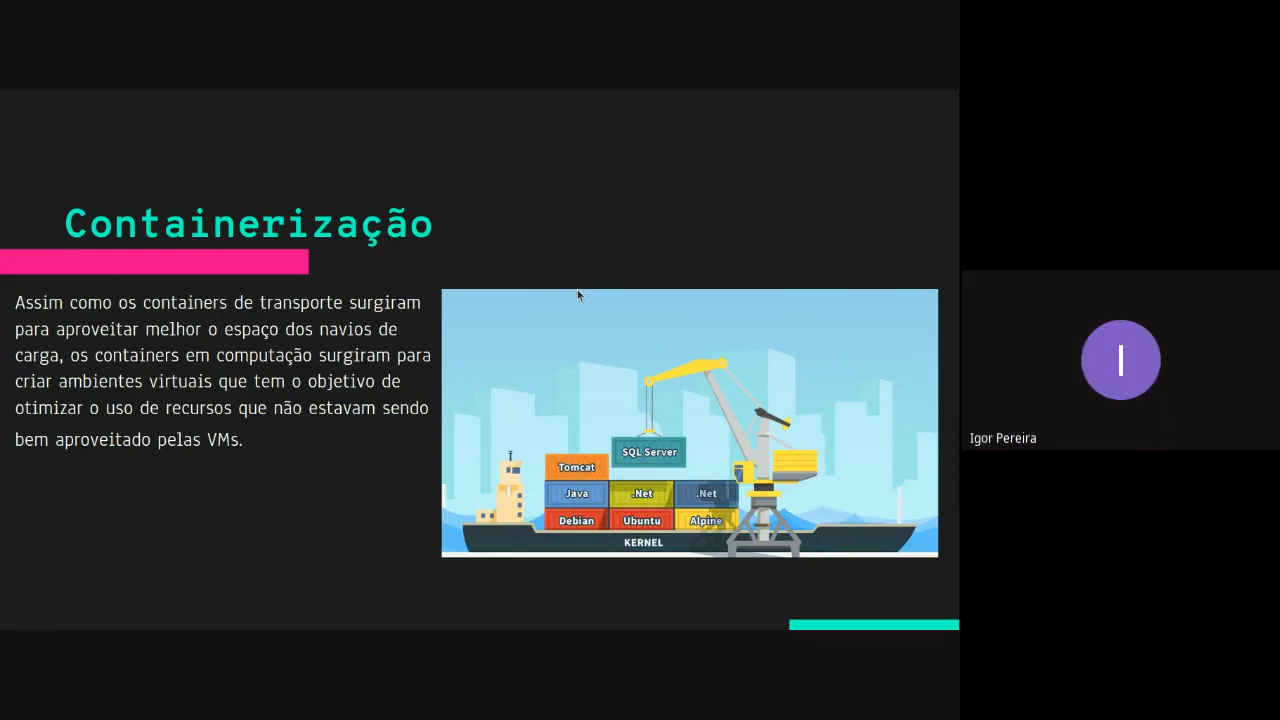 Containerização
Assim como os containers de transporte surgiram
para aproveitar melhor o espaço dos navios de
carga, os containers em computação surgiram para
criar ambientes virtuais que tem o objetivo de
otimizar o uso de recursos que não estavam sendo
bem aproveitado pelas VMs.
SQL Server
Tomcat
Java .Net .Net
Debian Ubuntu Alpine
KERNEL
I
Igor Pereira